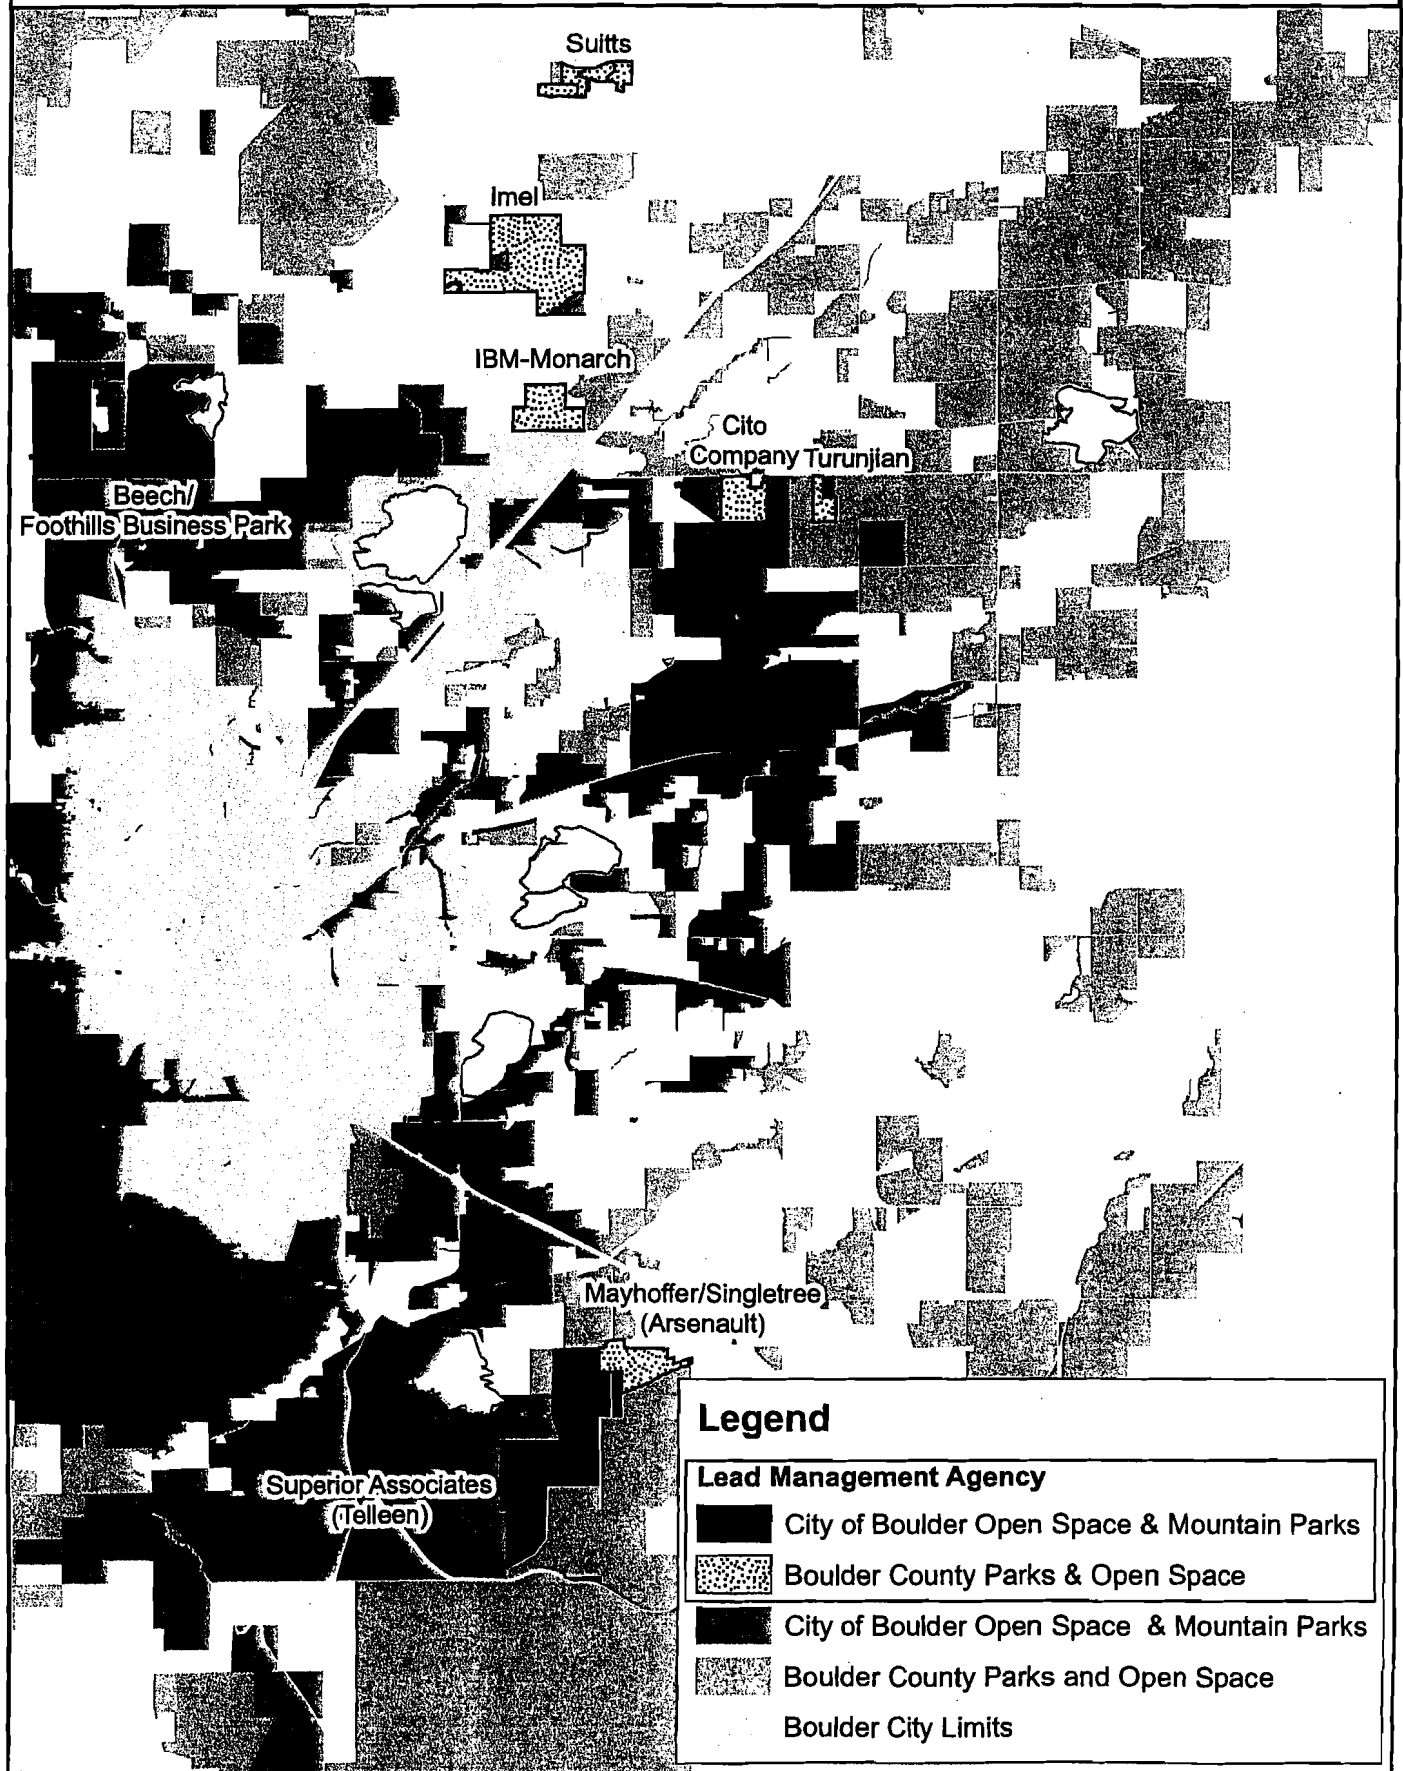 Suitts
Imel
IBM-Monarch
Cito
Company Turunjian
Beech/
Foothills Business Park
Mayhoffer/Singletree
(Arsenault)
Superior Associates
(Telleen)
Legend
Lead Management Agency
City of Boulder Open Space & Mountain Parks
Boulder County Parks & Open Space
City of Boulder Open Space & Mountain Parks
Boulder County Parks and Open Space
Boulder City Limits